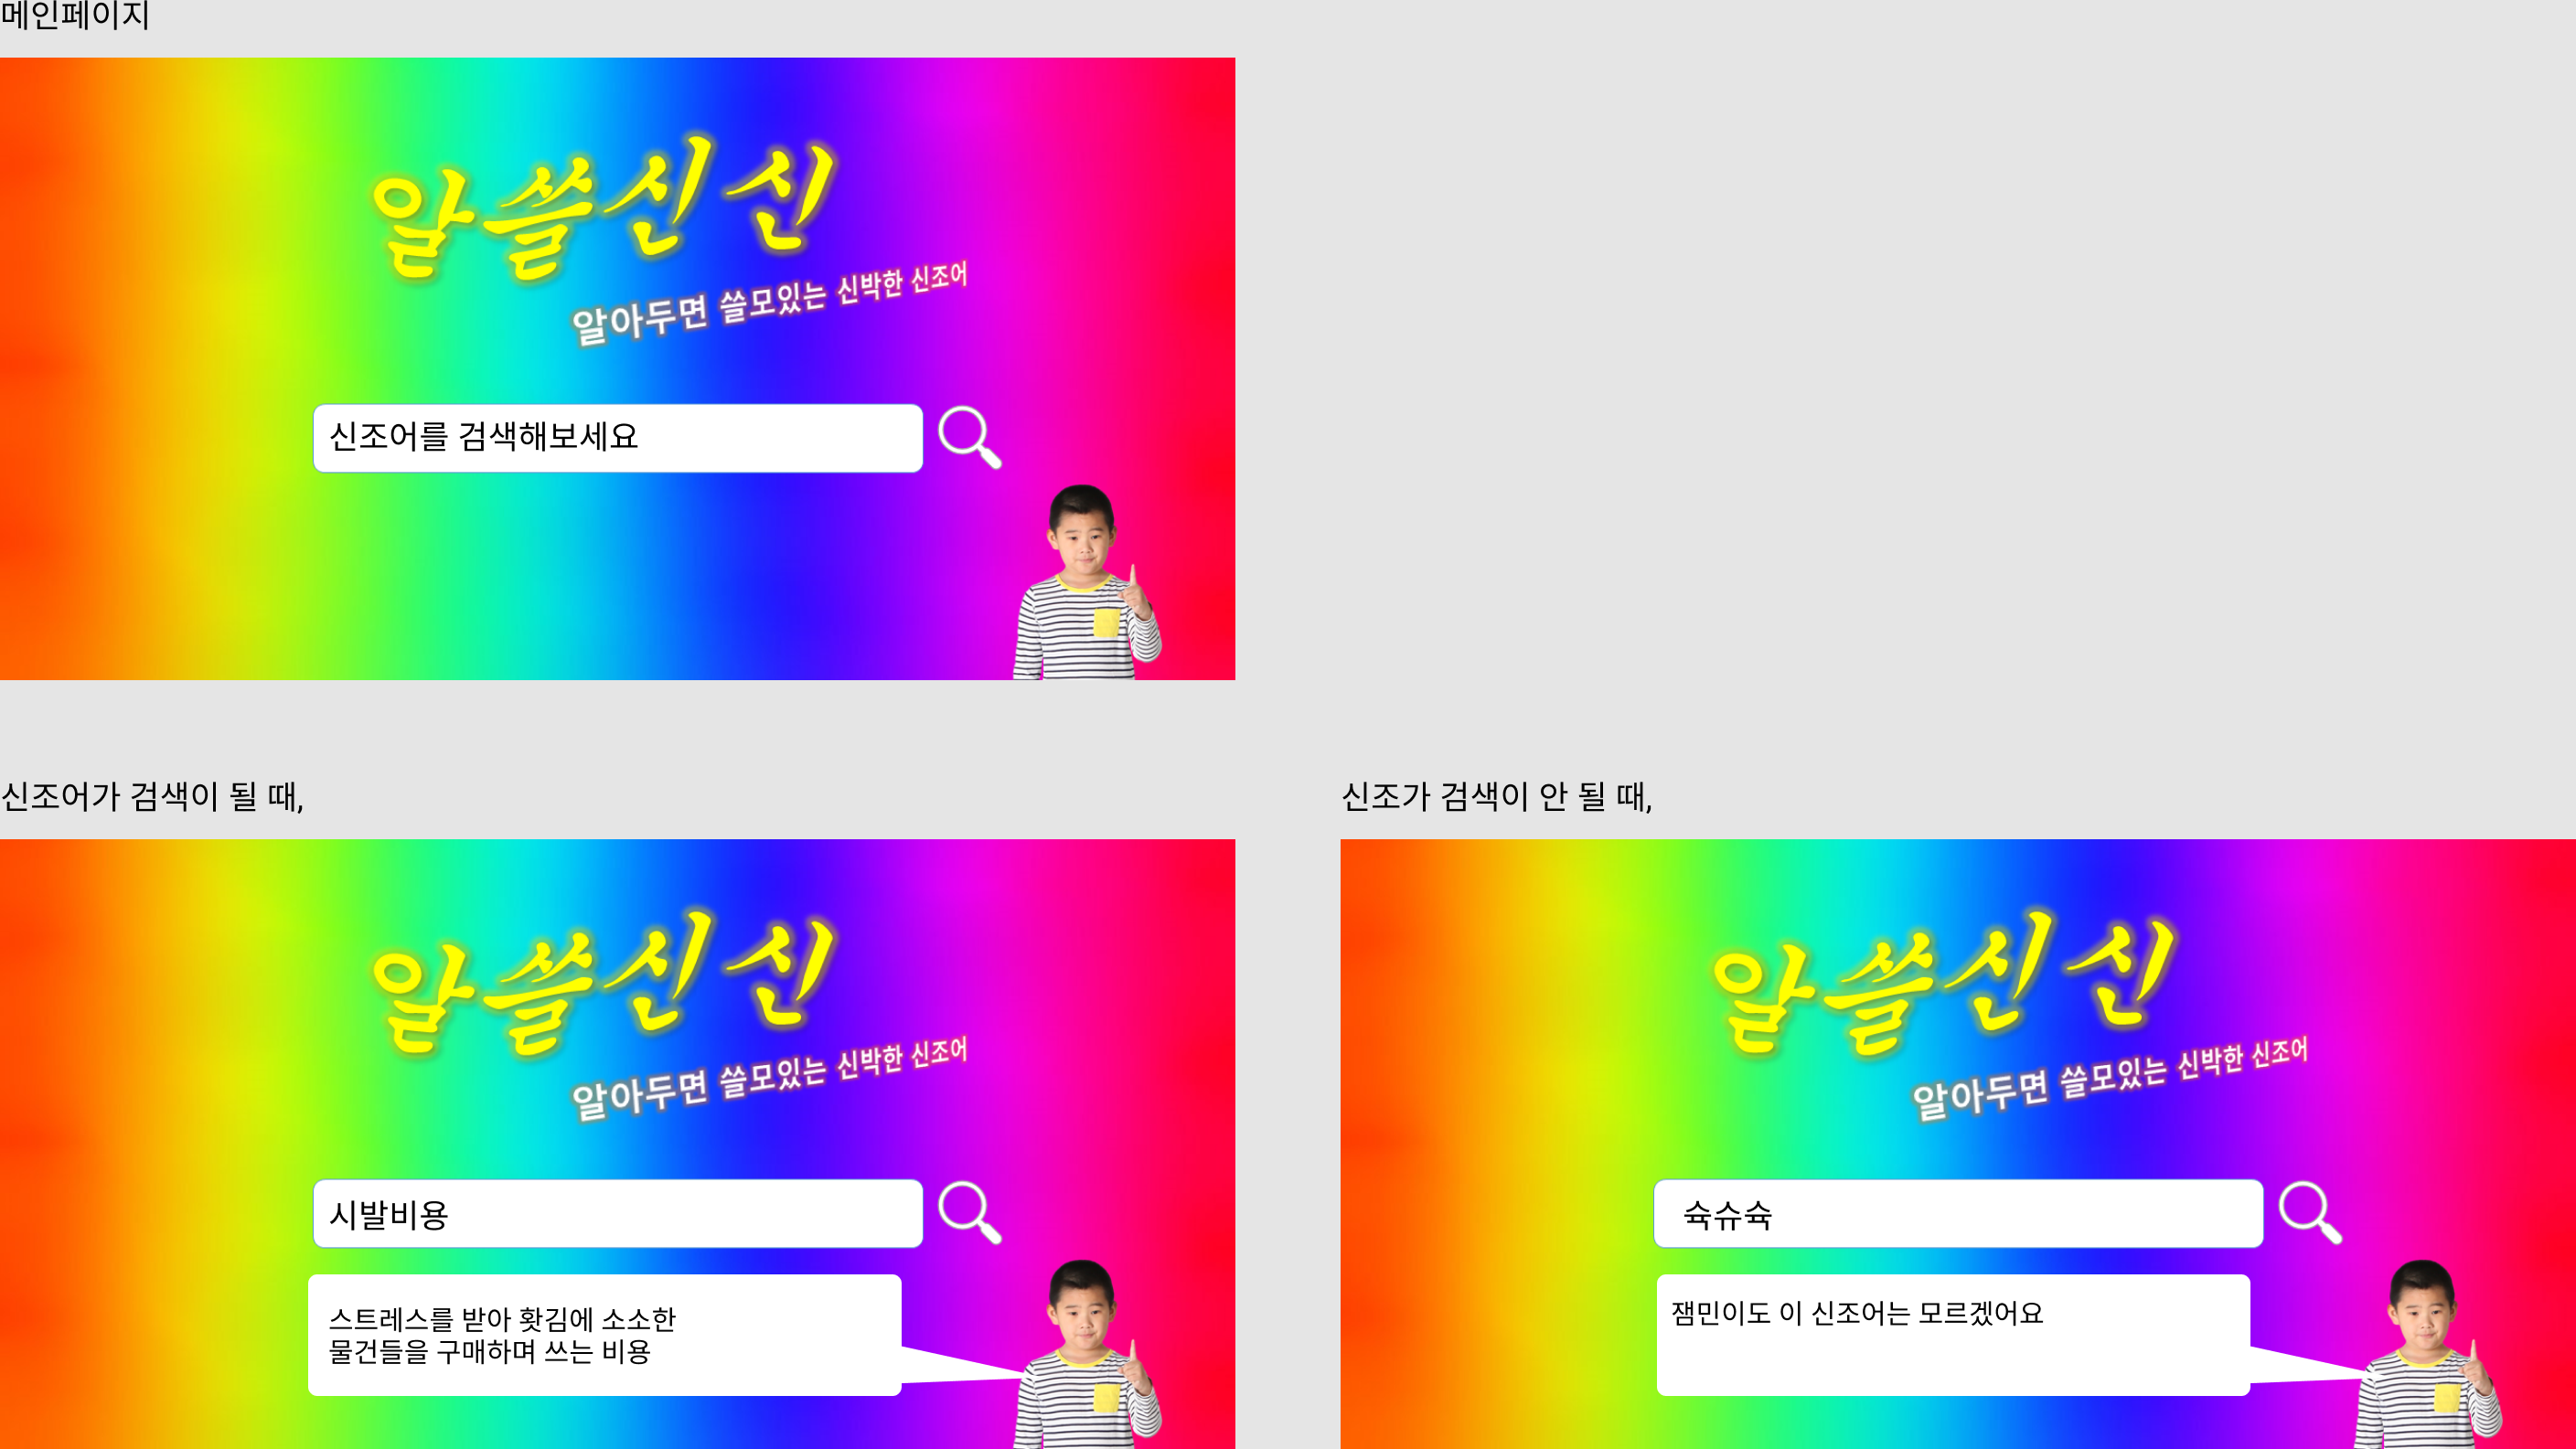 메인페이지
알쓸신신
알아두면 쓸모있는 신박한 신조어
신조어를 검색해보세요
신조어가 검색이 될 때,
알쓸신신
알아두면 쓸모있는 신박한 신조어
시발비용
스트레스를 받아 홧김에 소소한
물건들을 구매하며 쓰는 비용
신조가 검색이 안 될 때,
알쓸신신
알아두면 쓸모있는 신박한 신조어
슉슈슉
잼민이도 이 신조어는 모르겠어요